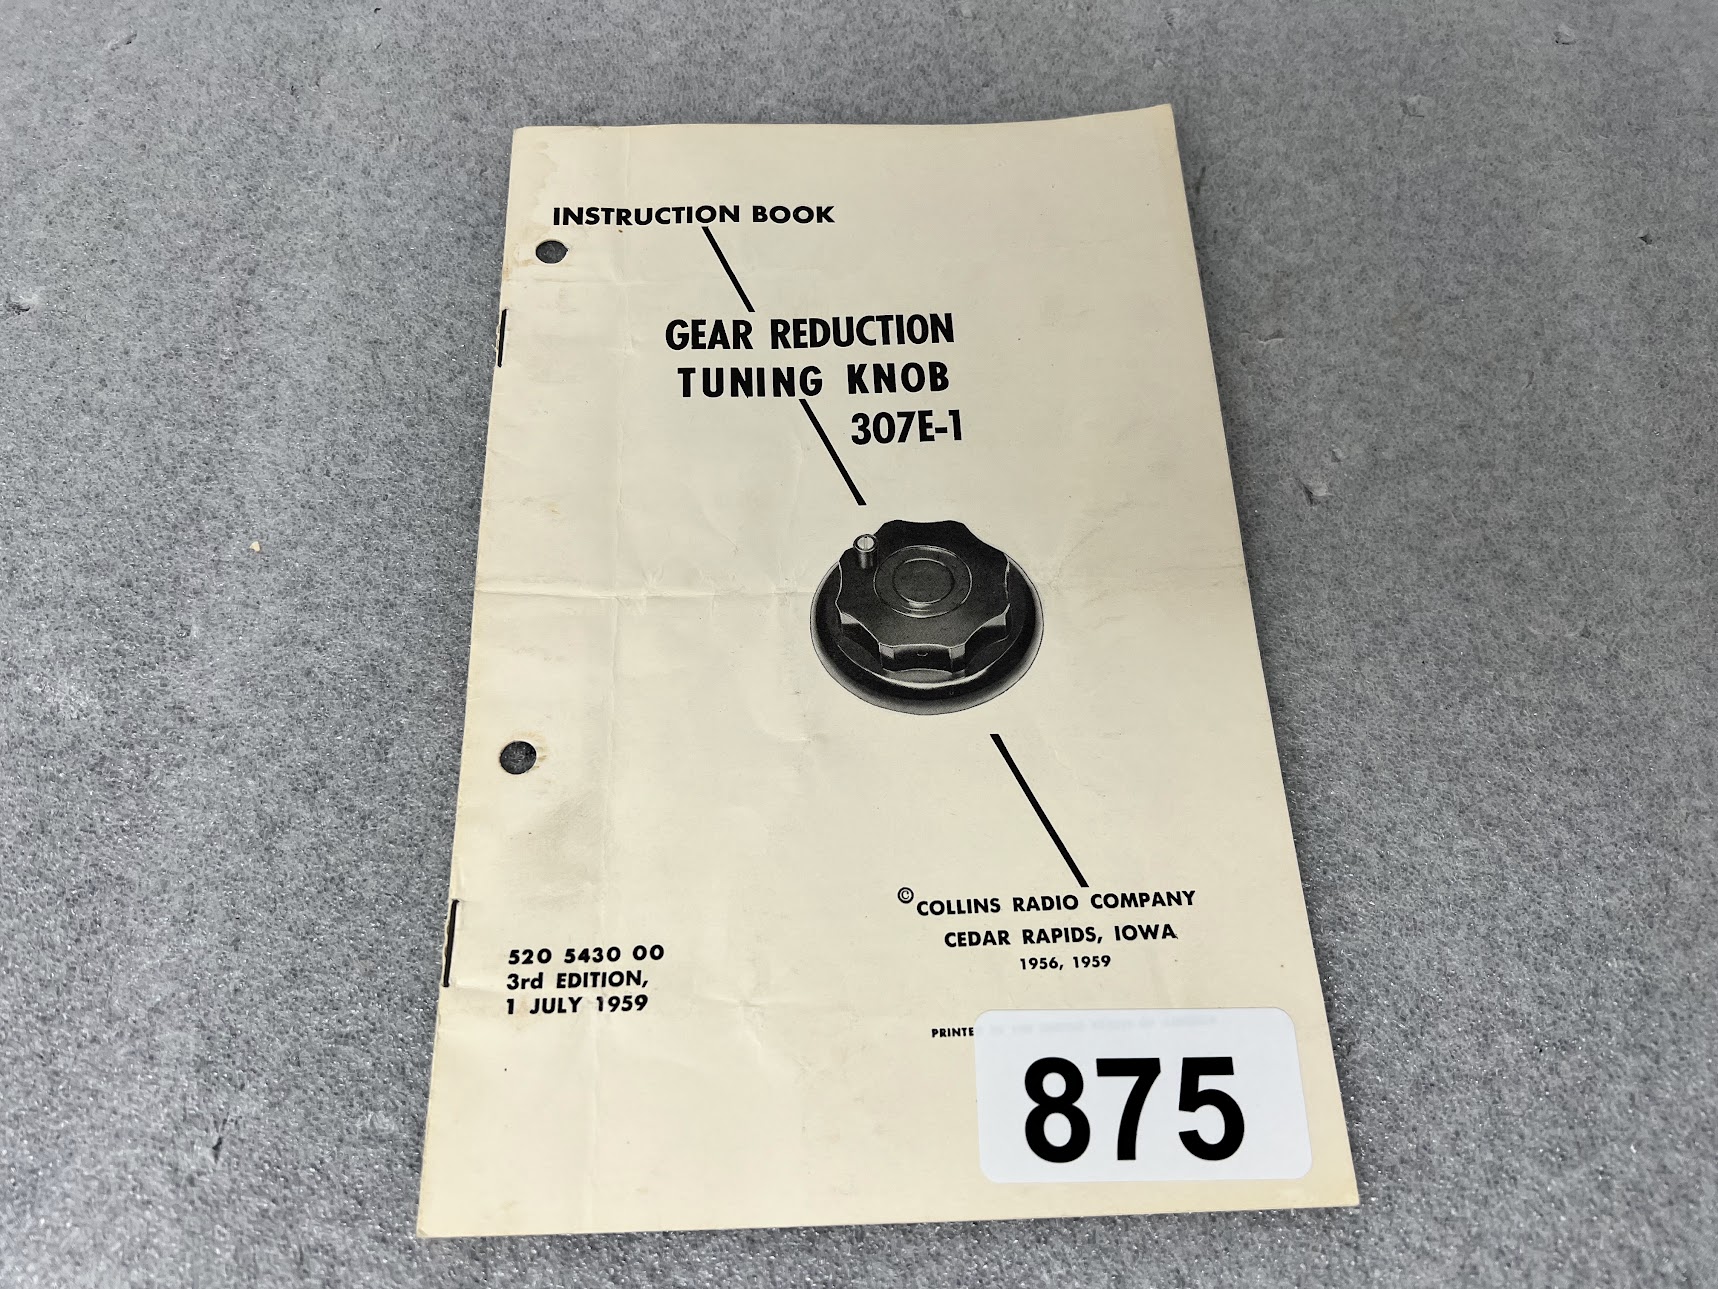 INSTRUCTION BOOK
GEAR REDUCTION
TUNING KNOB
307E-1
© COLLINS RADIO COMPANY
CEDAR RAPIDS, IOWA
1956, 1959
520 5430 00
3rd EDITION,
1 JULY 1959
875